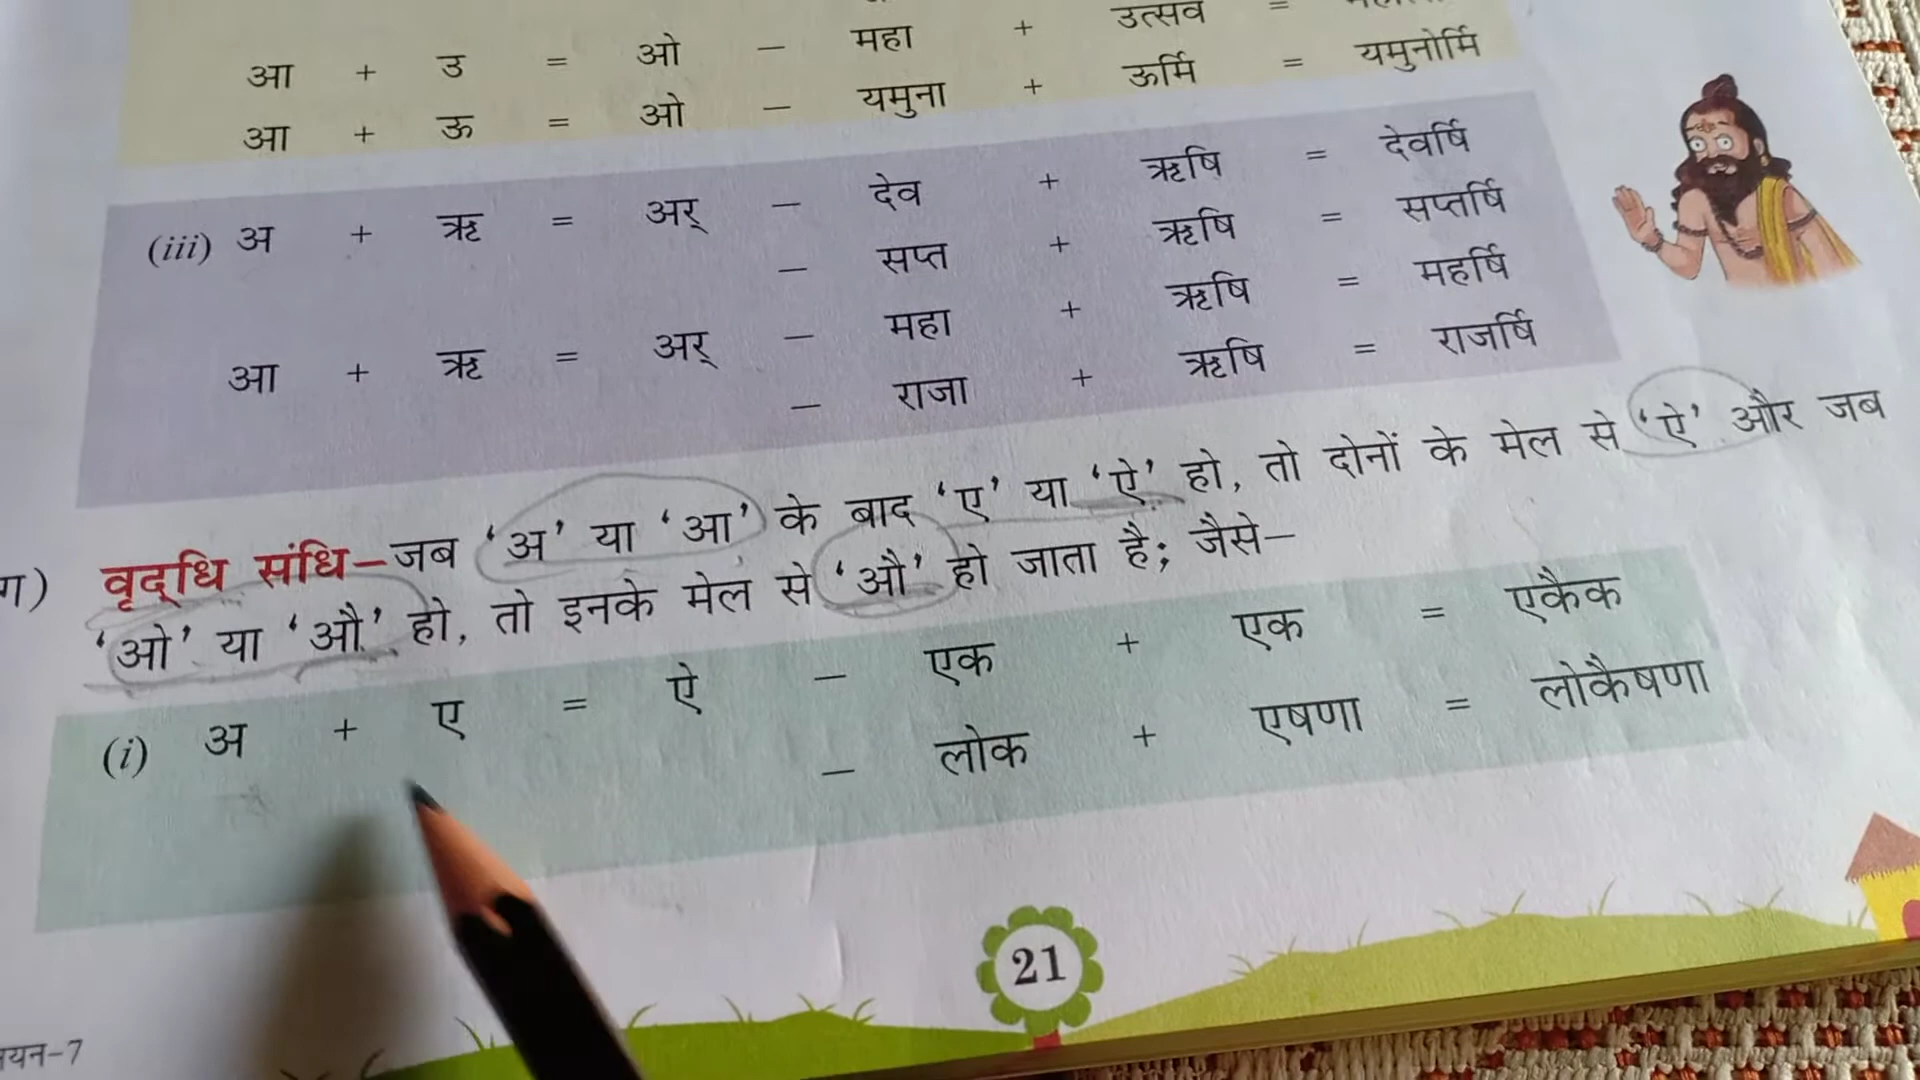 आ + उ = ओ – महा + उत्सव =
आ + ऊ = ओ – यमुना + ऊर्मि = यमुनोर्मि
(iii) अ + ऋ = अर् – देव + ऋषि = देवर्षि
– सप्त + ऋषि = सप्तर्षि
आ + ऋ = अर् – महा + ऋषि = महर्षि
– राजा + ऋषि = राजर्षि
ग) वृद्धि संधि–जब ‘अ’ या ‘आ’ के बाद ‘ए’ या ‘ऐ’ हो, तो दोनों के मेल से ‘ऐ’ और जब
‘ओ’ या ‘औ’ हो, तो इनके मेल से ‘औ’ हो जाता है; जैसे–
(i) अ + ए = ऐ – एक + एक = एकैक
– लोक + एषणा = लोकैषणा
21
-7